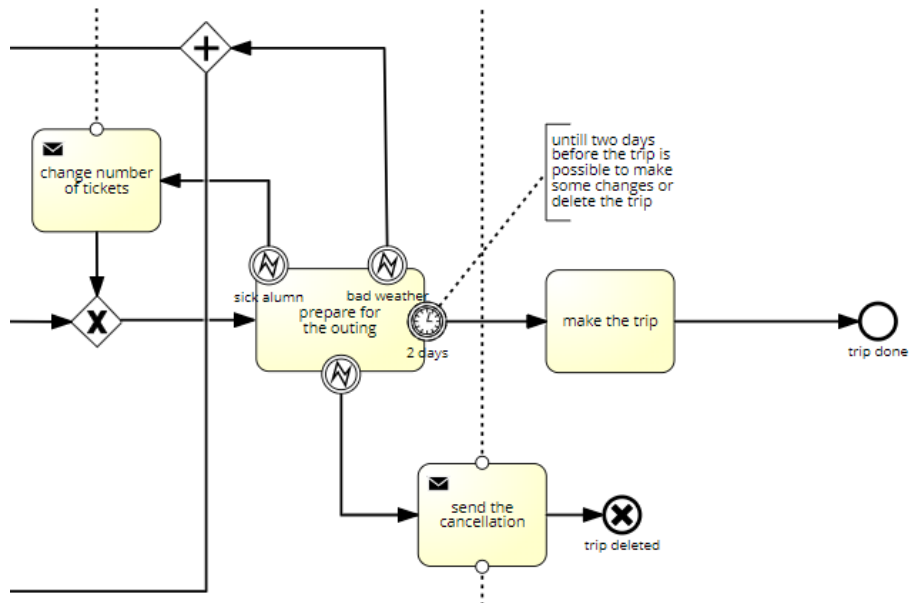 change number
of tickets
untill two days
before the trip is
possible to make
some changes or
delete the trip
sick alumn
bad weather
prepare for
the outing
2 days
make the trip
trip done
send the
cancellation
trip deleted